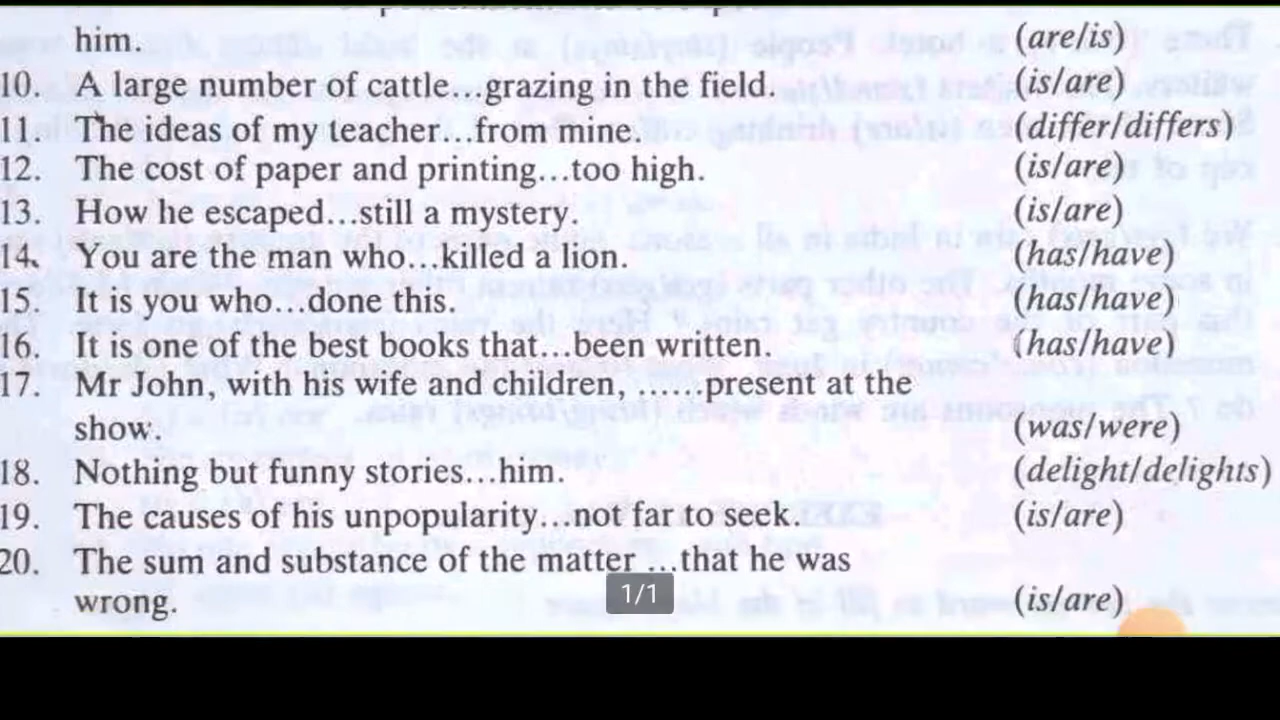 him. (are/is)
10. A large number of cattle... grazing in the field. (is/are)
11. The ideas of my teacher...from mine. (differ/differs)
12. The cost of paper and printing...too high. (is/are)
13. How he escaped...still a mystery. (is/are)
14. You are the man who...killed a lion. (has/have)
15. It is you who....done this. (has/have)
16. It is one of the best books that...been written. (has/have)
17. Mr John, with his wife and children, ...present at the
show. (was/were)
18. Nothing but funny stories...him. (delight/delights)
19. The causes of his unpopularity...not far to seek. (is/are)
20. The sum and substance of the matter ...that he was
wrong. (is/are)
1/1